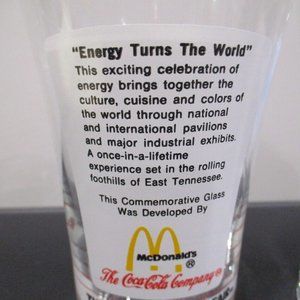 "Energy Turns The World"
This exciting celebration of
energy brings together the
culture, cuisine and colors of
the world through national
and international pavilions
and major industrial exhibits.
A once-in-a-lifetime
experience set in the rolling
foothills of East Tennessee.
This Commemorative Glass
Was Developed By
McDonald's
®
The Coca-Cola Company®